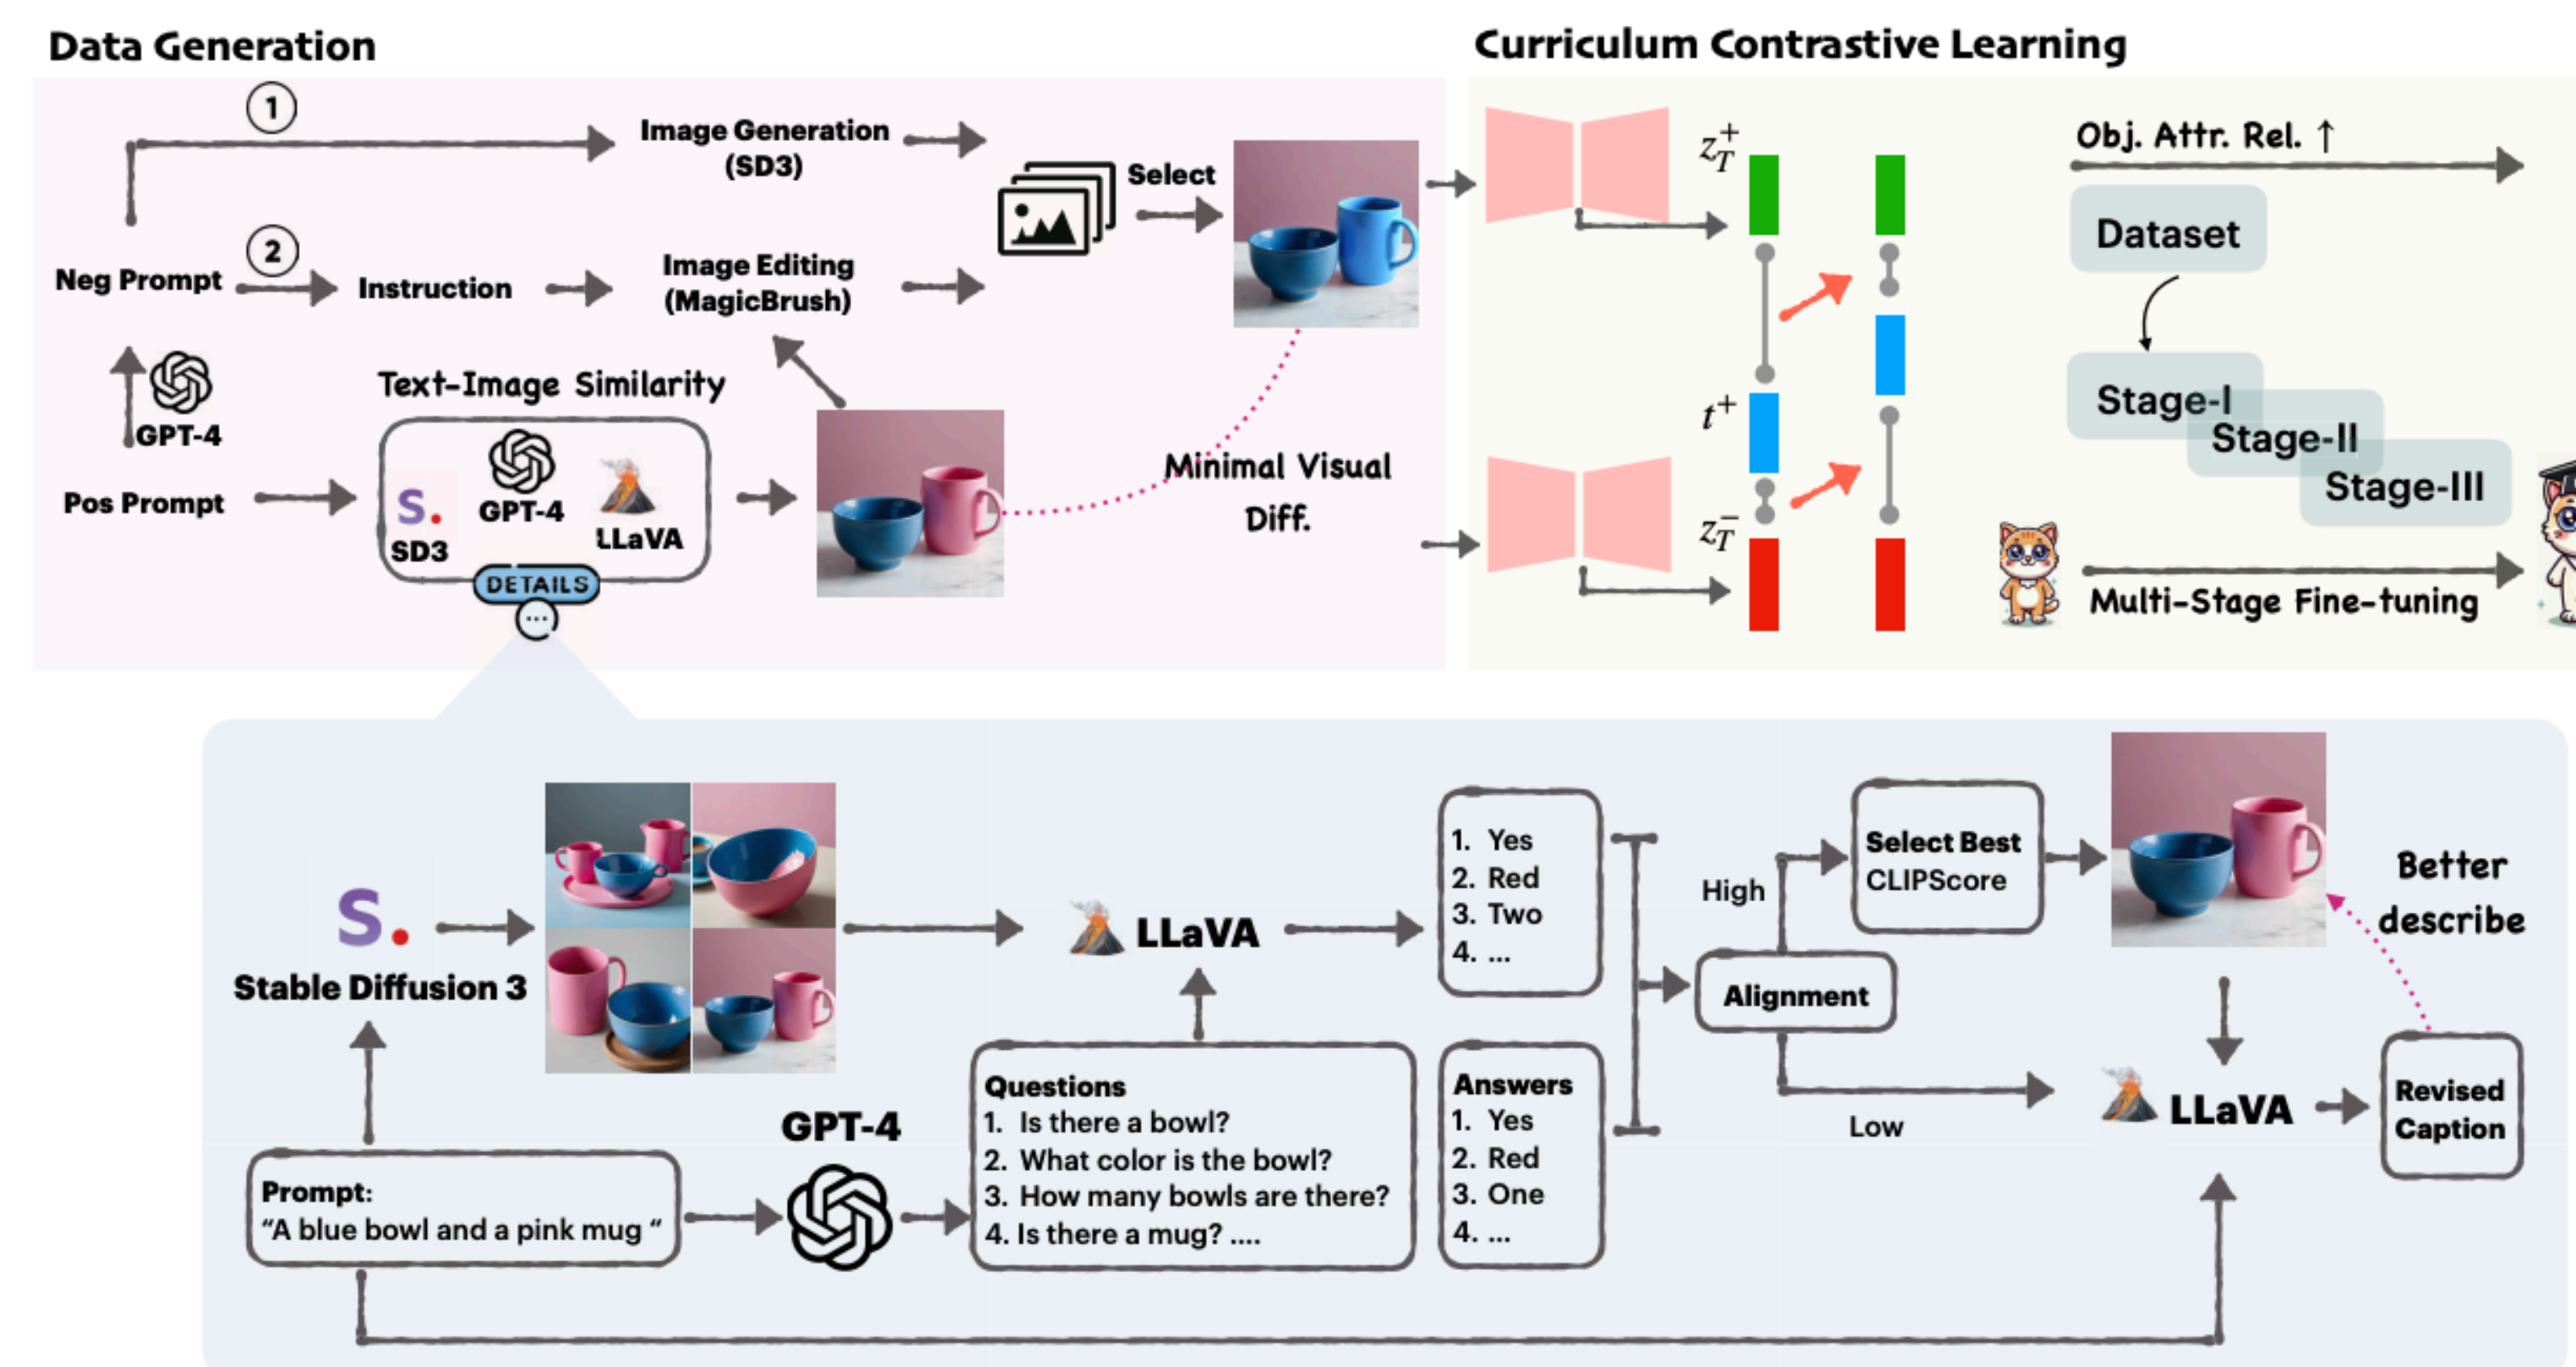 Data Generation
Curriculum Contrastive Learning
1
Image Generation
(SD3)
Select
2
Neg Prompt
Instruction
Image Editing
(MagicBrush)
GPT-4
Text-Image Similarity
Pos Prompt
S.
SD3
GPT-4
LLaVA
DETAILS
...
Minimal Visual
Diff.
z_T^+
t^+
z_T^-
Obj. Attr. Rel. ↑
Dataset
Stage-I
Stage-II
Stage-III
Multi-Stage Fine-tuning
S.
Stable Diffusion 3
LLaVA
1. Yes
2. Red
3. Two
4. ...
High
Select Best
CLIPScore
Better
describe
Alignment
Low
LLaVA
Revised
Caption
Prompt:
“A blue bowl and a pink mug “
GPT-4
Questions
1. Is there a bowl?
2. What color is the bowl?
3. How many bowls are there?
4. Is there a mug? ....
Answers
1. Yes
2. Red
3. One
4. ...